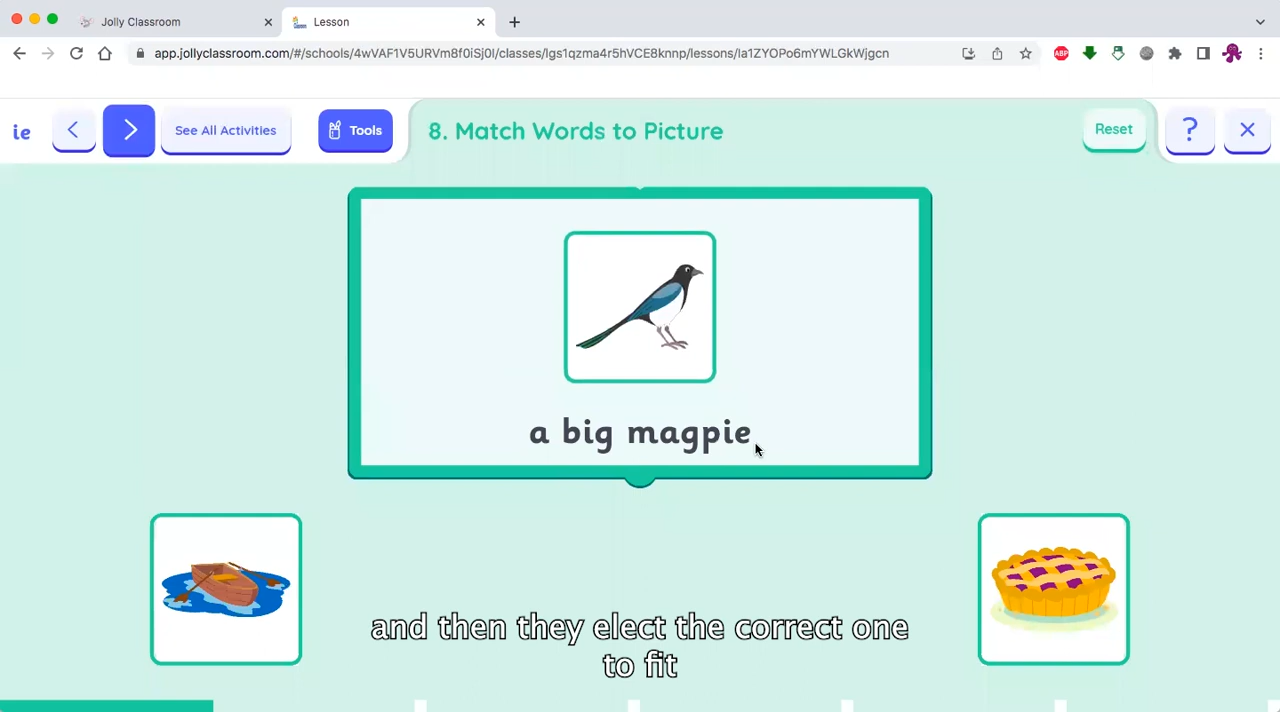 Jolly Classroom
Lesson
app.jollyclassroom.com/#/schools/4wVAF1V5URVm8f0iSj0l/classes/lgs1qzma4r5hVCE8knnp/lessons/la1ZYOPo6mYWLGkWjgcn
ABP
ie
See All Activities
Tools
8. Match Words to Picture
Reset
?
a big magpie
and then they elect the correct one
to fit